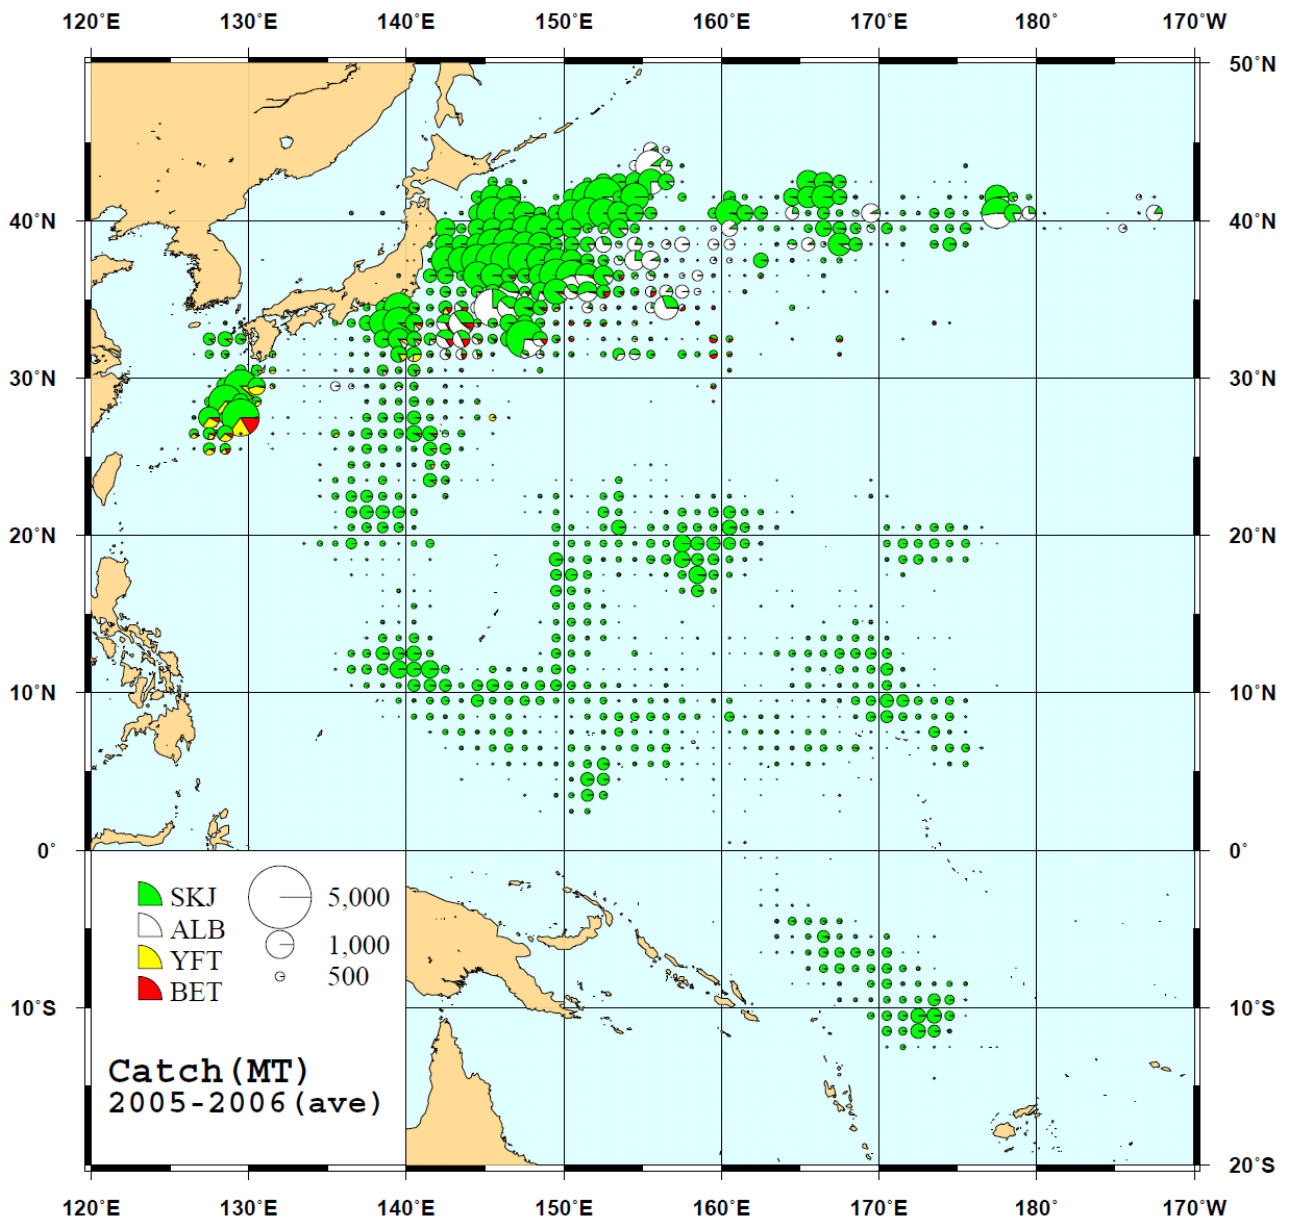 120°E 130°E 140°E 150°E 160°E 170°E 180° 170°W
50°N
40°N 40°N
30°N 30°N
20°N 20°N
10°N 10°N
0° 0°
SKJ 5,000
ALB 1,000
YFT 500
BET
10°S 10°S
Catch(MT)
2005-2006(ave)
20°S
120°E 130°E 140°E 150°E 160°E 170°E 180° 170°W